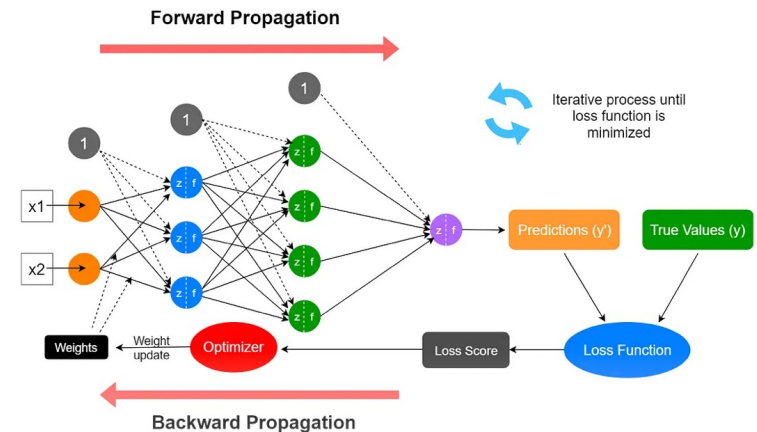 Forward Propagation
1
1
1
Iterative process until
loss function is
minimized
x1
x2
z f
z f
z f
z f
z f
z f
z f
z f
Predictions (y')
True Values (y)
Weights
Weight
update
Optimizer
Loss Score
Loss Function
Backward Propagation